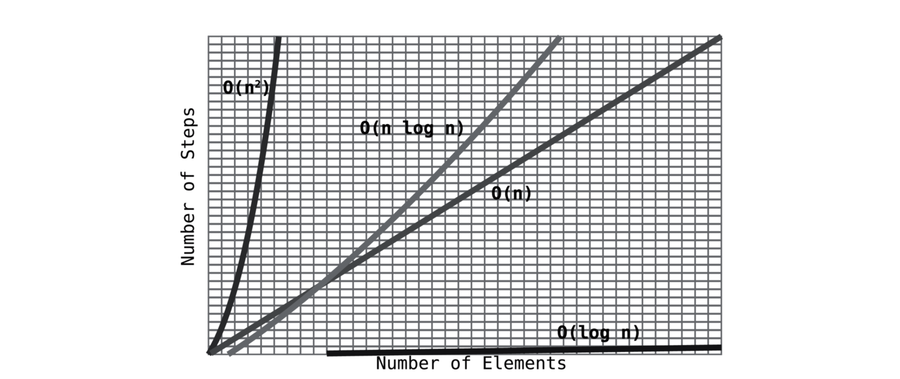 O(n²)
O(n log n)
O(n)
O(log n)
Number of Steps
Number of Elements